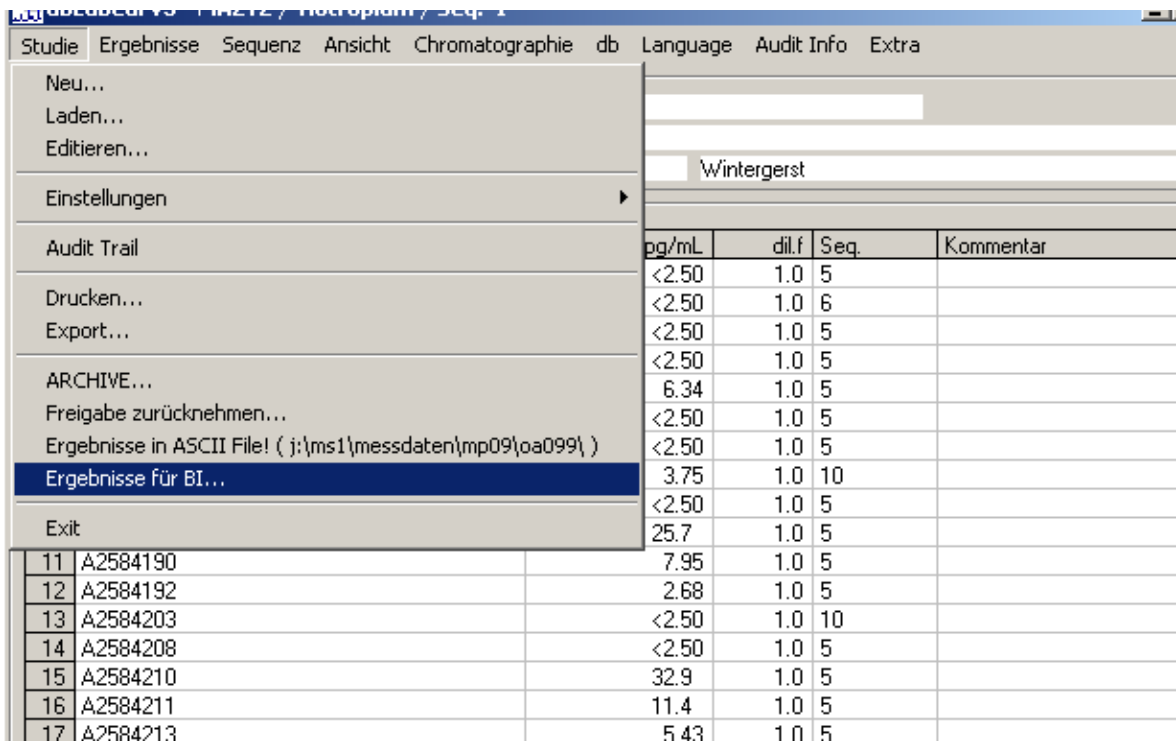 Studie Ergebnisse Sequenz Ansicht Chromatographie db Language Audit Info Extra
Neu...
Laden...
Editieren...
Wintergerst
Einstellungen
Audit Trail
Drucken...
Export...
ARCHIVE...
Freigabe zurücknehmen...
Ergebnisse in ASCII File! ( j:\ms1\messdaten\mp09\oa099\ )
Ergebnisse für BI...
Exit
pg/mL dil.f Seq. Kommentar
<2.50 1.0 5
<2.50 1.0 6
<2.50 1.0 5
<2.50 1.0 5
6.34 1.0 5
<2.50 1.0 5
<2.50 1.0 5
3.75 1.0 10
<2.50 1.0 5
25.7 1.0 5
11 A2584190 7.95 1.0 5
12 A2584192 2.68 1.0 5
13 A2584203 <2.50 1.0 10
14 A2584208 <2.50 1.0 5
15 A2584210 32.9 1.0 5
16 A2584211 11.4 1.0 5
17 A2584213 5.43 1.0 5